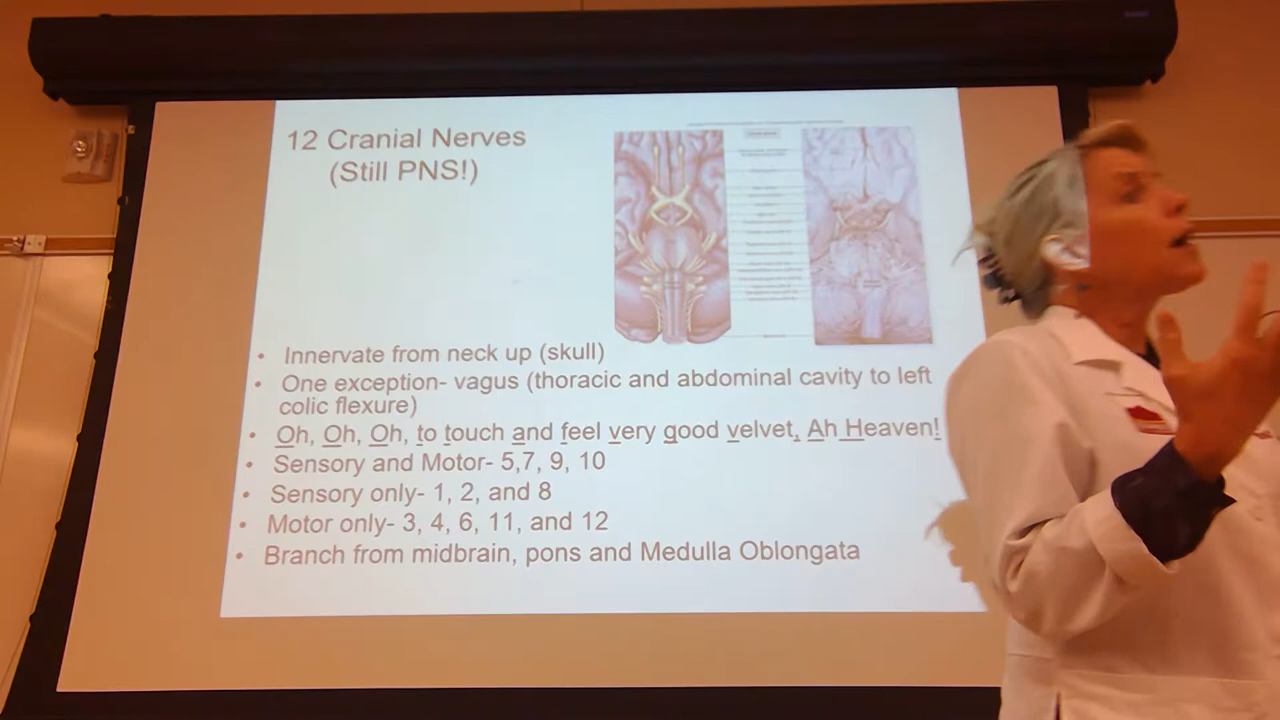 12 Cranial Nerves
(Still PNS!)
• Innervate from neck up (skull)
• One exception- vagus (thoracic and abdominal cavity to left
colic flexure)
• Oh, Oh, Oh, to touch and feel very good velvet, Ah Heaven!
• Sensory and Motor- 5,7, 9, 10
• Sensory only- 1, 2, and 8
• Motor only- 3, 4, 6, 11, and 12
• Branch from midbrain, pons and Medulla Oblongata